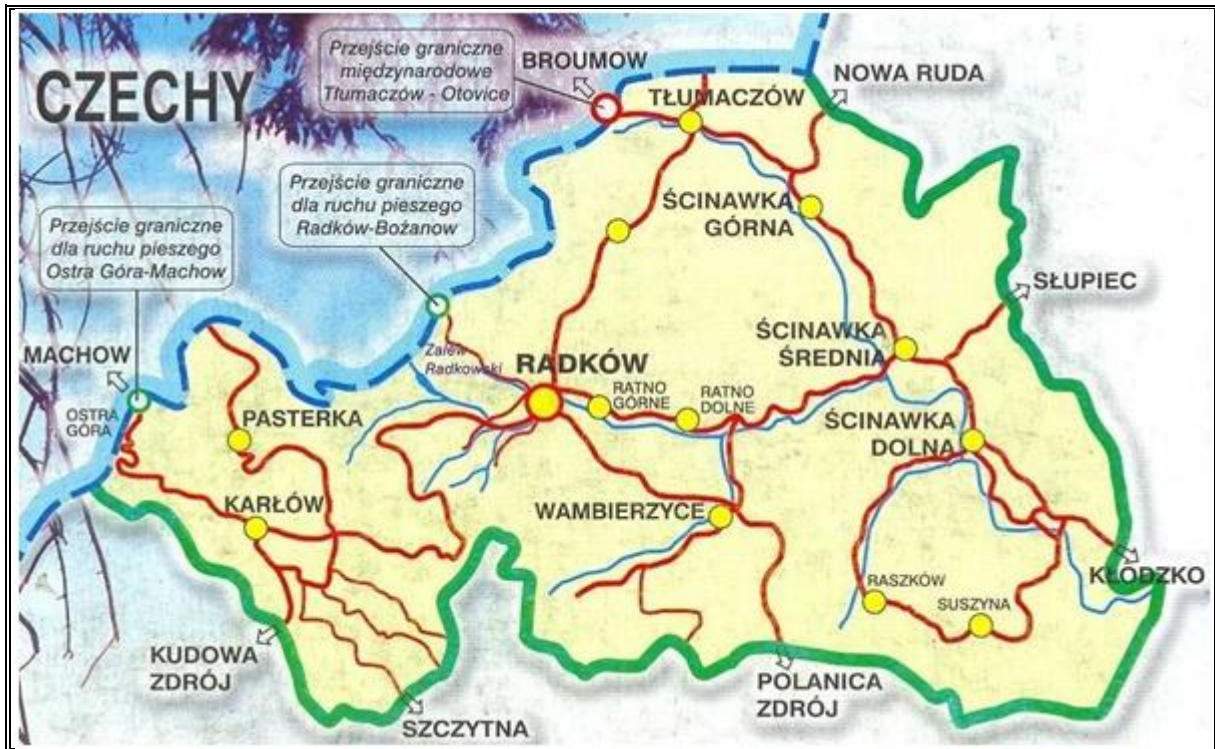 CZECHY
Przejście graniczne
międzynarodowe
Tłumaczów - Otovice
BROUMOW
NOWA RUDA
TŁUMACZÓW
Przejście graniczne
dla ruchu pieszego
Radków-Bożanow
Przejście graniczne
dla ruchu pieszego
Ostra Góra-Machow
ŚCINAWKA
GÓRNA
SŁUPIEC
ŚCINAWKA
ŚREDNIA
MACHOW
Zalew
Radkowski
RADKÓW
OSTRA
GÓRA
PASTERKA
RATNO
GÓRNE
RATNO
DOLNE
ŚCINAWKA
DOLNA
KARŁÓW
WAMBIERZYCE
KŁODZKO
RASZKÓW
SUSZYNA
KUDOWA
ZDRÓJ
POLANICA
ZDRÓJ
SZCZYTNA